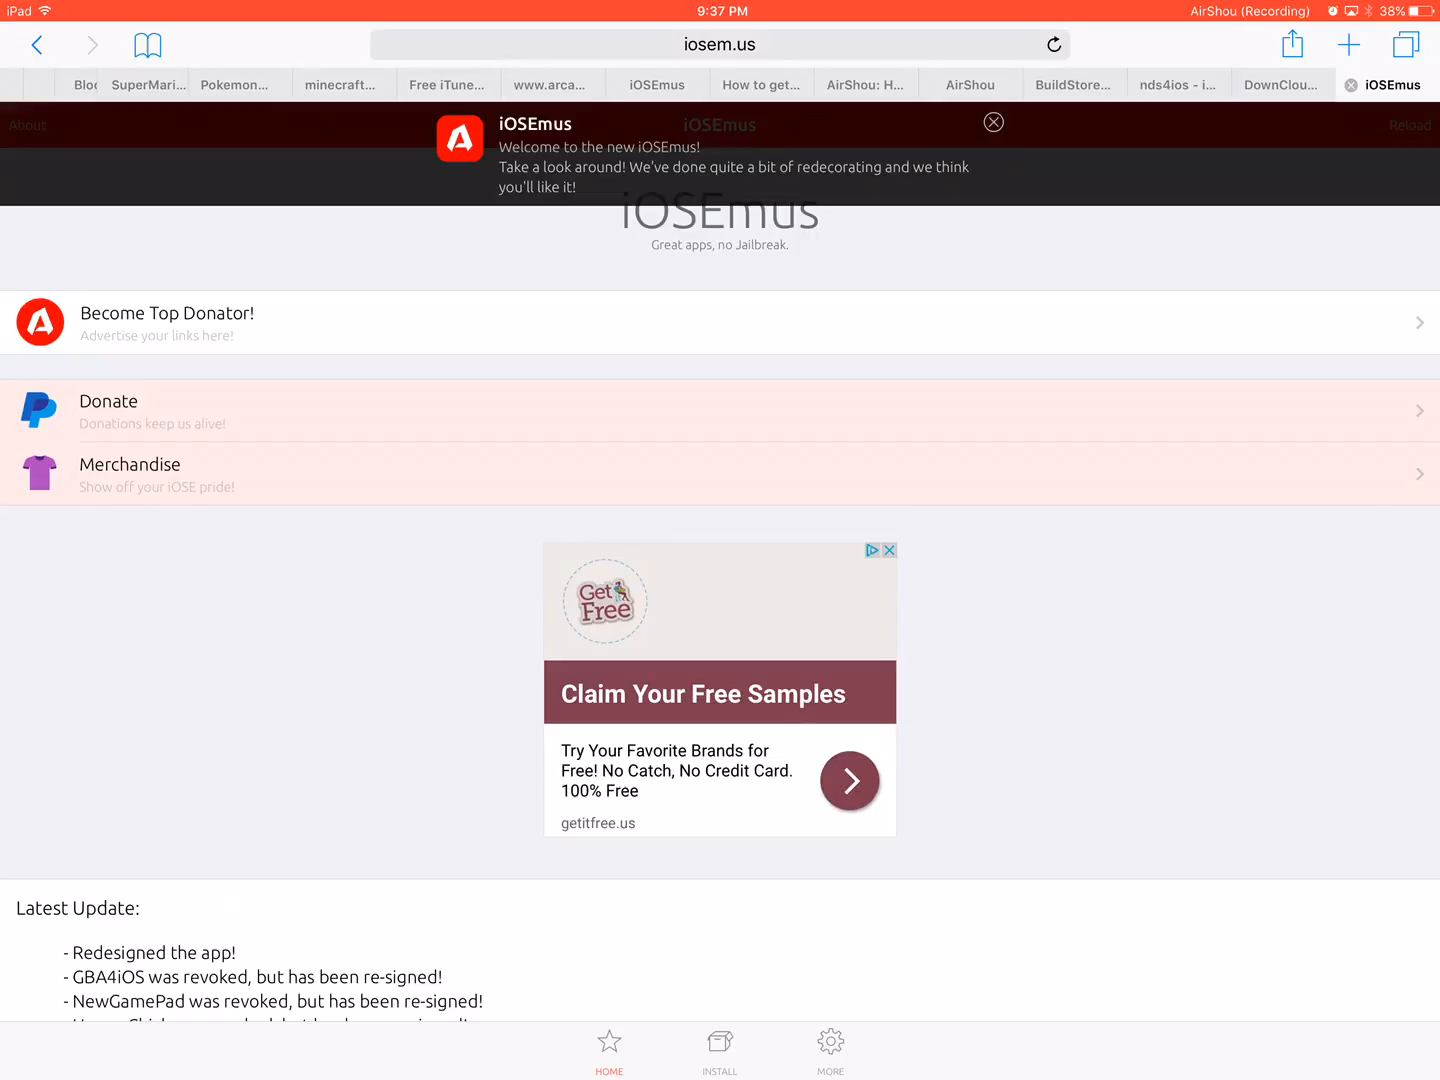 iPad 9:37 PM AirShou (Recording) 38%
iosem.us
Bloc SuperMari... Pokemon... minecraft... Free iTune... www.arca... iOSEmus How to get... AirShou: H... AirShou BuildStore... nds4ios - i... DownClou... iOSEmus
About iOSEmus Reload
iOSEmus
Welcome to the new iOSEmus!
Take a look around! We've done quite a bit of redecorating and we think
you'll like it!
iOSEmus
Great apps, no Jailbreak.
Become Top Donator!
Advertise your links here!
Donate
Donations keep us alive!
Merchandise
Show off your iOSE pride!
Get
Free
Claim Your Free Samples
Try Your Favorite Brands for
Free! No Catch, No Credit Card.
100% Free
getitfree.us
Latest Update:
- Redesigned the app!
- GBA4iOS was revoked, but has been re-signed!
- NewGamePad was revoked, but has been re-signed!
HOME INSTALL MORE